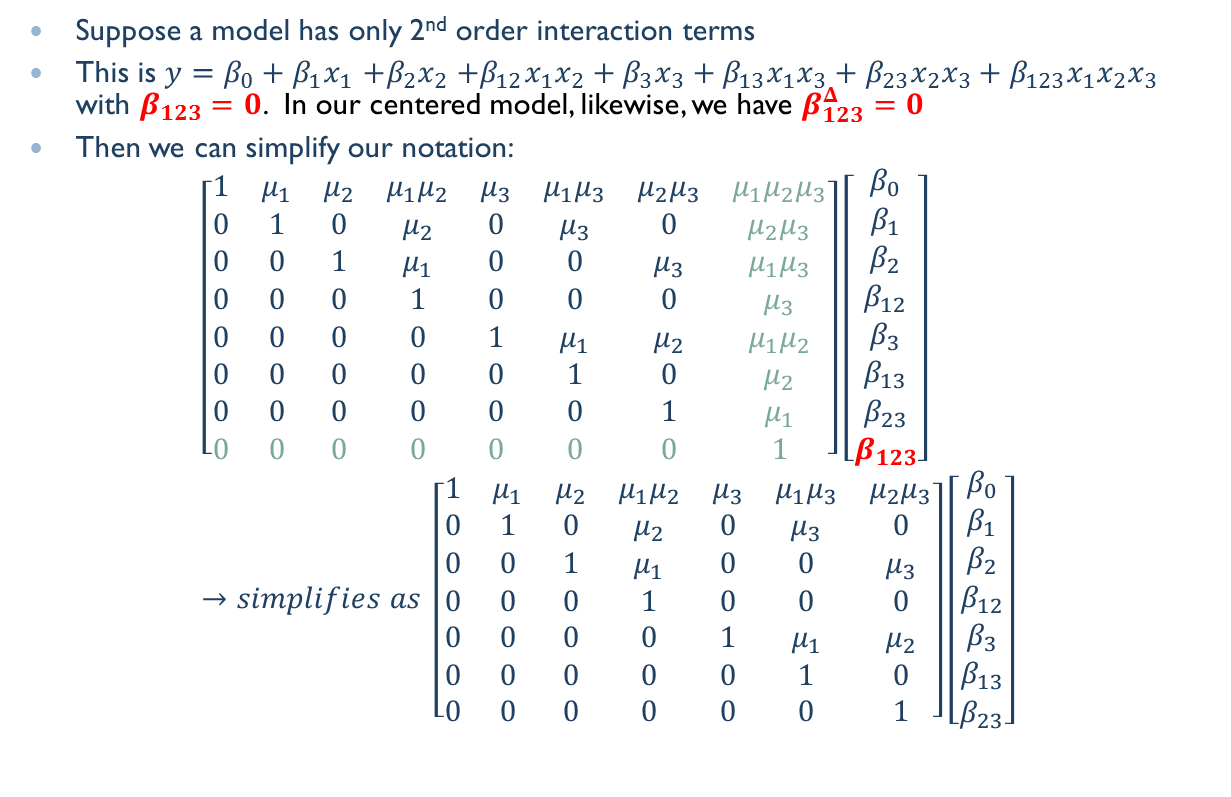 • Suppose a model has only 2nd order interaction terms
• This is y = β₀ + β₁x₁ +β₂x₂ +β₁₂x₁x₂ + β₃x₃ + β₁₃x₁x₃ + β₂₃x₂x₃ + β₁₂₃x₁x₂x₃
with β₁₂₃ = 0. In our centered model, likewise, we have β₁₂₃^Δ = 0
• Then we can simplify our notation:
1 μ₁ μ₂ μ₁μ₂ μ₃ μ₁μ₃ μ₂μ₃ μ₁μ₂μ₃ β₀
0 1 0 μ₂ 0 μ₃ 0 μ₂μ₃ β₁
0 0 1 μ₁ 0 0 μ₃ μ₁μ₃ β₂
0 0 0 1 0 0 0 μ₃ β₁₂
0 0 0 0 1 μ₁ μ₂ μ₁μ₂ β₃
0 0 0 0 0 1 0 μ₂ β₁₃
0 0 0 0 0 0 1 μ₁ β₂₃
0 0 0 0 0 0 0 1 β₁₂₃
1 μ₁ μ₂ μ₁μ₂ μ₃ μ₁μ₃ μ₂μ₃ β₀
0 1 0 μ₂ 0 μ₃ 0 β₁
0 0 1 μ₁ 0 0 μ₃ β₂
→ simplifies as 0 0 0 1 0 0 0 β₁₂
0 0 0 0 1 μ₁ μ₂ β₃
0 0 0 0 0 1 0 β₁₃
0 0 0 0 0 0 1 β₂₃